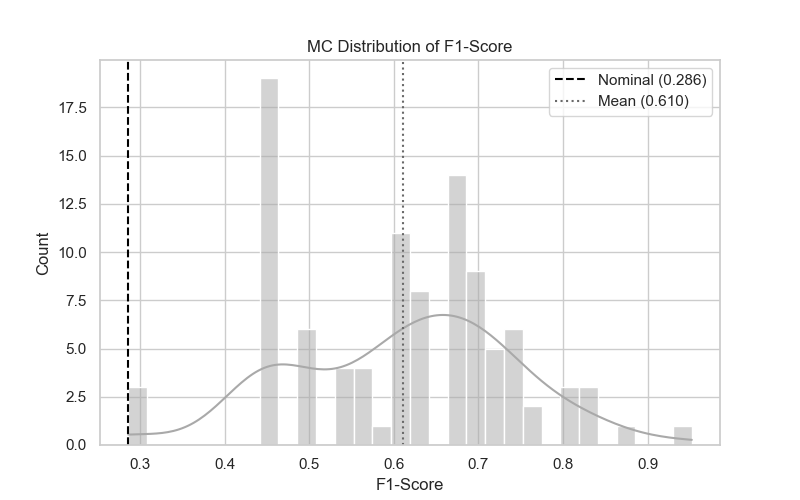 MC Distribution of F1-Score
Nominal (0.286)
Mean (0.610)
Count
17.5
15.0
12.5
10.0
7.5
5.0
2.5
0.0
0.3 0.4 0.5 0.6 0.7 0.8 0.9
F1-Score